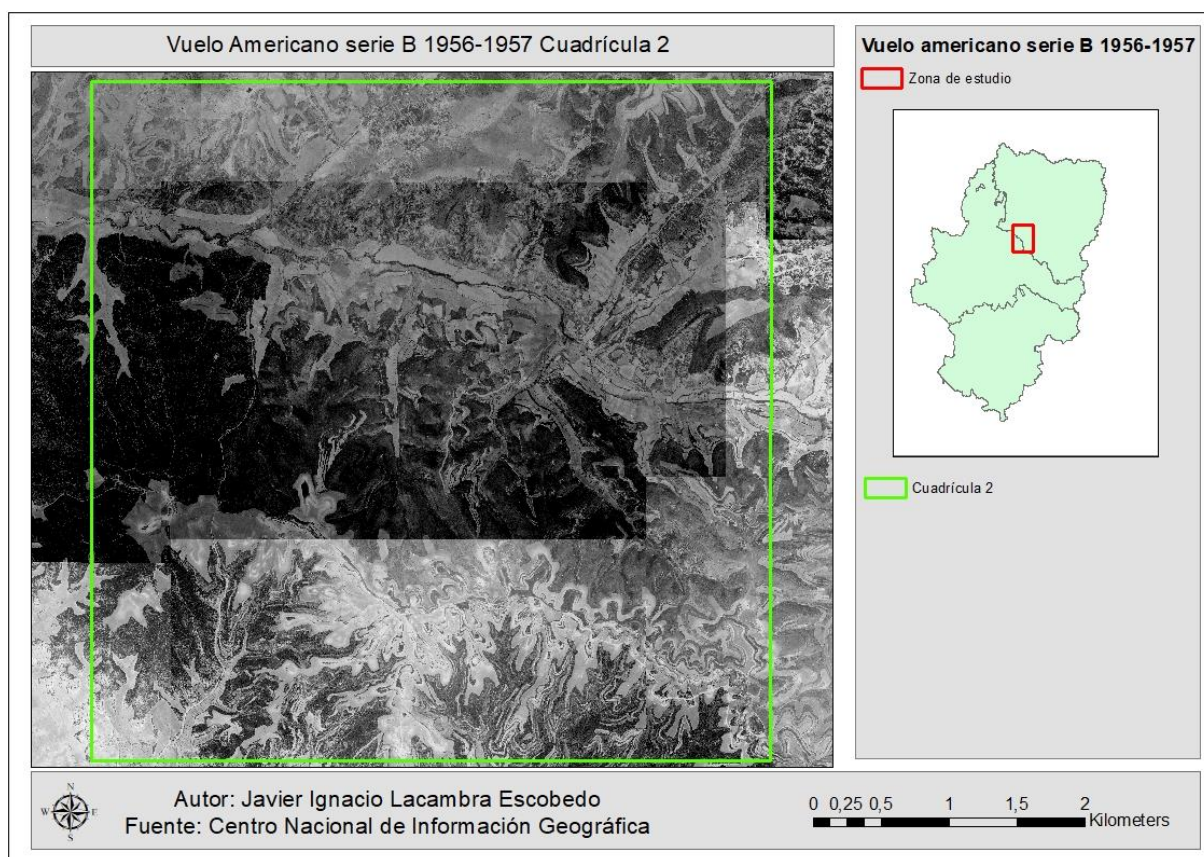 Vuelo Americano serie B 1956-1957 Cuadrícula 2
Vuelo americano serie B 1956-1957
Zona de estudio
Cuadrícula 2
N
W E
S
Autor: Javier Ignacio Lacambra Escobedo
Fuente: Centro Nacional de Información Geográfica
0 0,25 0,5 1 1,5 2
Kilometers